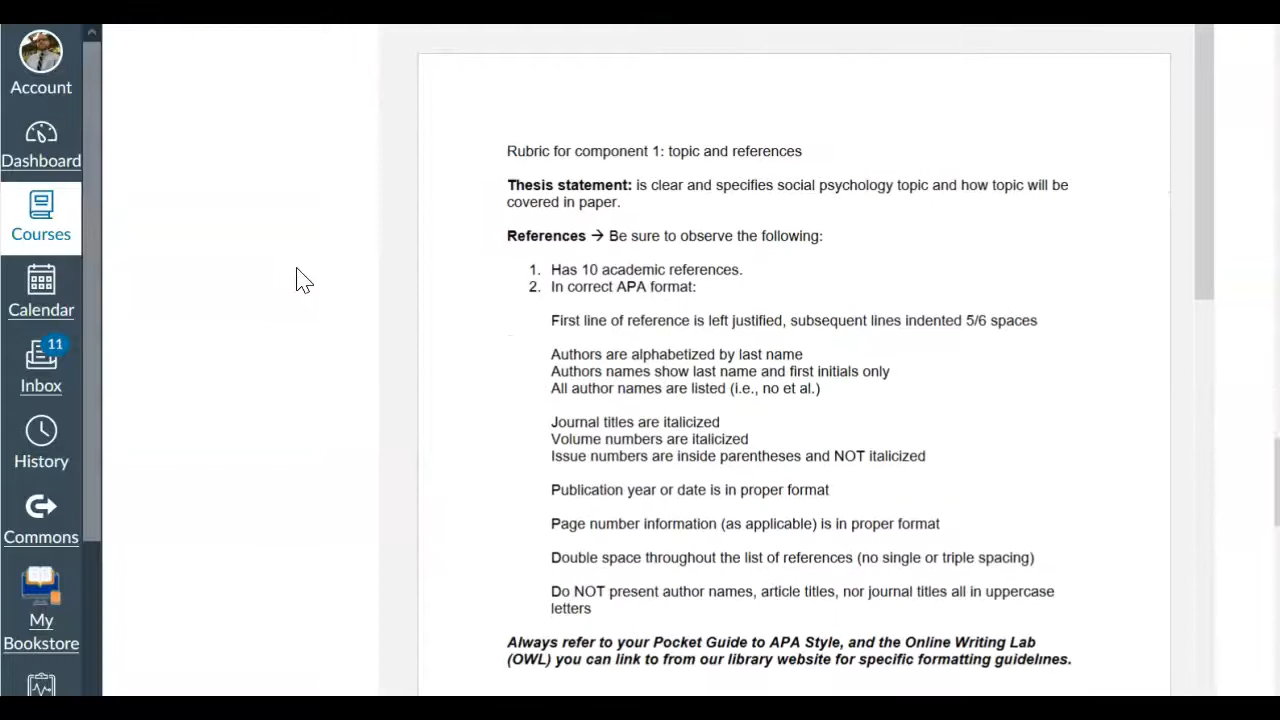 Account
Dashboard
Courses
Calendar
11
Inbox
History
Commons
My
Bookstore
Rubric for component 1: topic and references
Thesis statement: is clear and specifies social psychology topic and how topic will be
covered in paper.
References → Be sure to observe the following:
1. Has 10 academic references.
2. In correct APA format:
First line of reference is left justified, subsequent lines indented 5/6 spaces
Authors are alphabetized by last name
Authors names show last name and first initials only
All author names are listed (i.e., no et al.)
Journal titles are italicized
Volume numbers are italicized
Issue numbers are inside parentheses and NOT italicized
Publication year or date is in proper format
Page number information (as applicable) is in proper format
Double space throughout the list of references (no single or triple spacing)
Do NOT present author names, article titles, nor journal titles all in uppercase
letters
Always refer to your Pocket Guide to APA Style, and the Online Writing Lab
(OWL) you can link to from our library website for specific formatting guidelines.